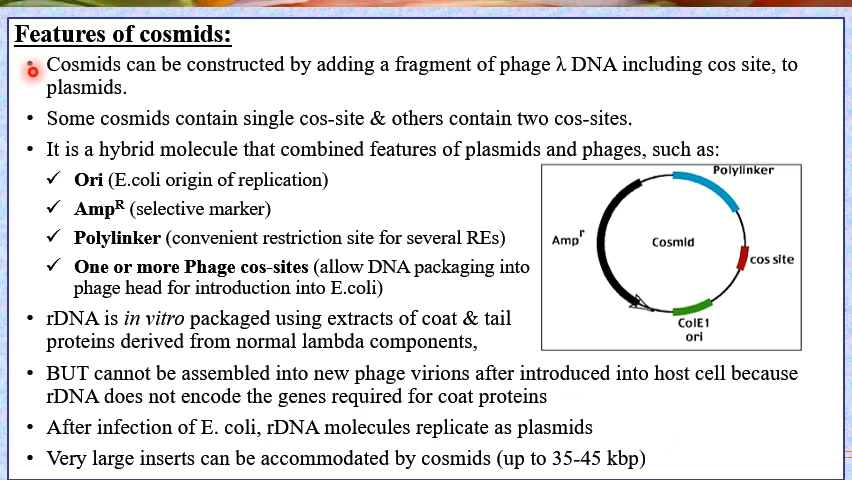 Features of cosmids:
• Cosmids can be constructed by adding a fragment of phage λ DNA including cos site, to
plasmids.
• Some cosmids contain single cos-site & others contain two cos-sites.
• It is a hybrid molecule that combined features of plasmids and phages, such as:
✓ Ori (E.coli origin of replication)
✓ Ampᴿ (selective marker)
✓ Polylinker (convenient restriction site for several REs)
✓ One or more Phage cos-sites (allow DNA packaging into
phage head for introduction into E.coli)
• rDNA is in vitro packaged using extracts of coat & tail
proteins derived from normal lambda components,
• BUT cannot be assembled into new phage virions after introduced into host cell because
rDNA does not encode the genes required for coat proteins
• After infection of E. coli, rDNA molecules replicate as plasmids
• Very large inserts can be accommodated by cosmids (up to 35-45 kbp)
Polylinker
Ampʳ
Cosmid
cos site
ColE1
ori